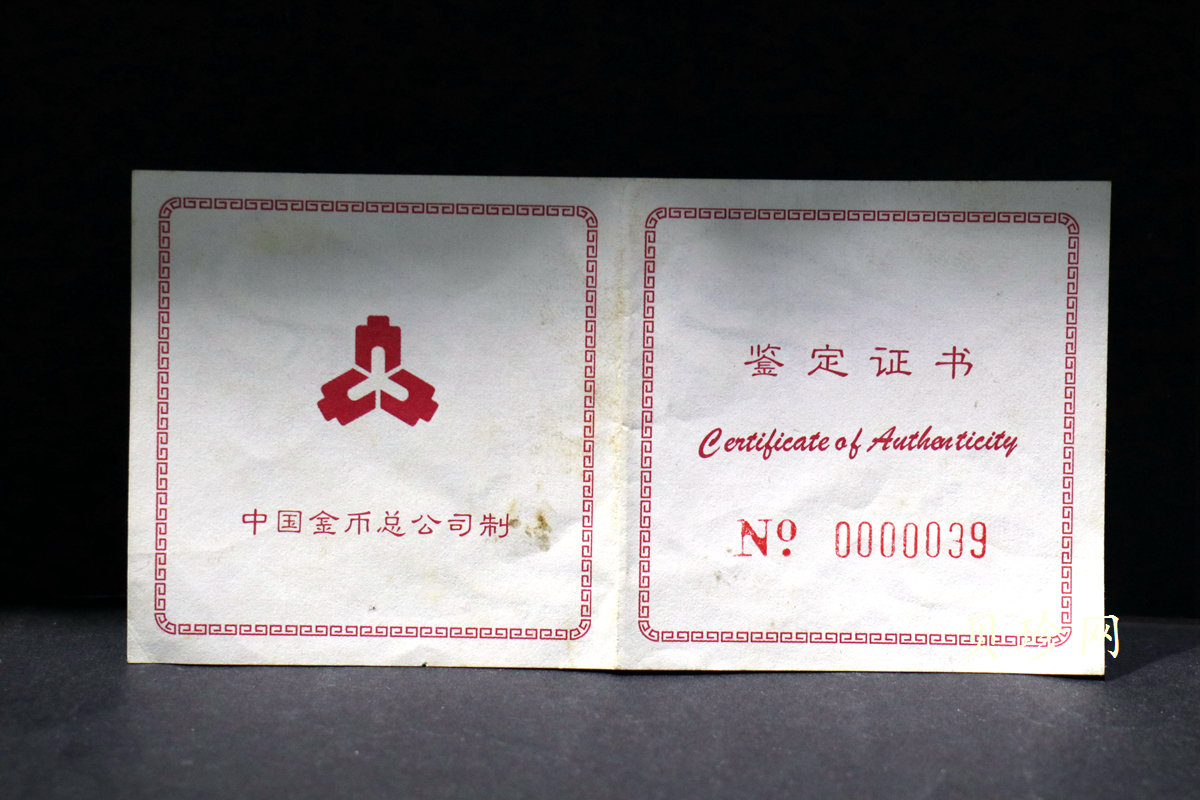 中国金币总公司制
鉴定证书
Certificate of Authenticity
Nº 0000039